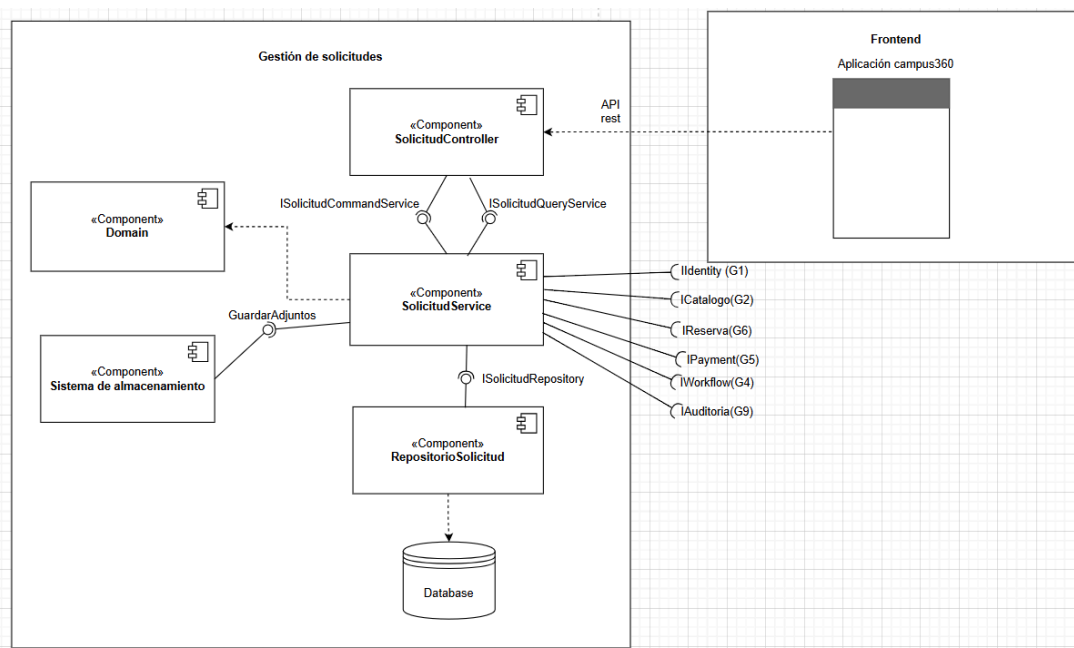 Gestión de solicitudes
Frontend
Aplicación campus360
API
rest
«Component»
SolicitudController
ISolicitudCommandService
ISolicitudQueryService
«Component»
Domain
«Component»
SolicitudService
IIdentity (G1)
ICatalogo(G2)
IReserva(G6)
IPayment(G5)
IWorkflow(G4)
IAuditoria(G9)
GuardarAdjuntos
«Component»
Sistema de almacenamiento
ISolicitudRepository
«Component»
RepositorioSolicitud
Database